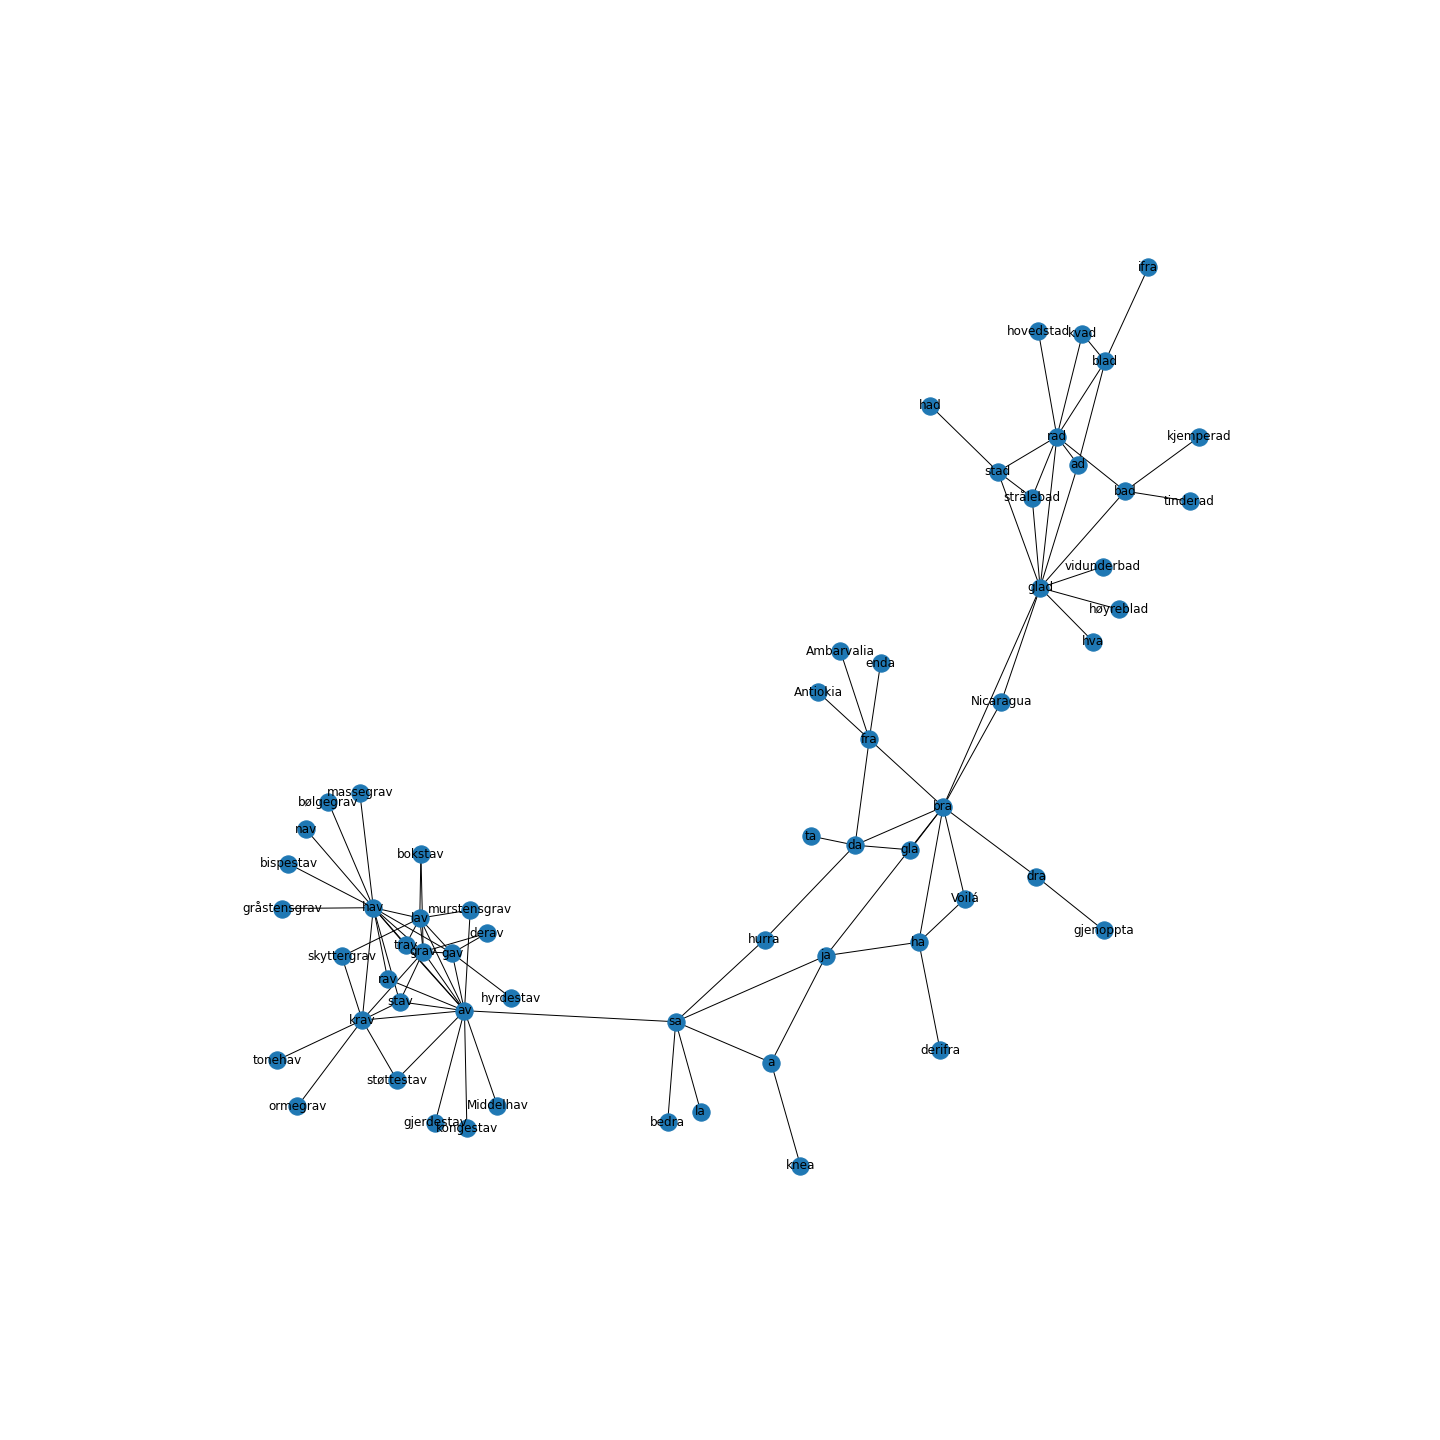 ifra
hovedstad
kvad
blad
had
rad
kjemperad
ad
stad
bad
strålebad
tinderad
vidunderbad
glad
høyreblad
hva
Ambarvalia
enda
Antiokia
Nicaragua
fra
massegrav
bølgegrav
bra
nav
ta
da
gla
bokstav
bispestav
dra
Voilá
gråstensgrav
hav
murstensgrav
lav
derav
gjenoppta
hurra
ha
trav
grav
gav
skyttergrav
ja
rav
hyrdestav
stav
av
krav
sa
derifra
tonehav
a
støttestav
ormegrav
Middelhav
la
gjerdestav
kongestav
bedra
knea